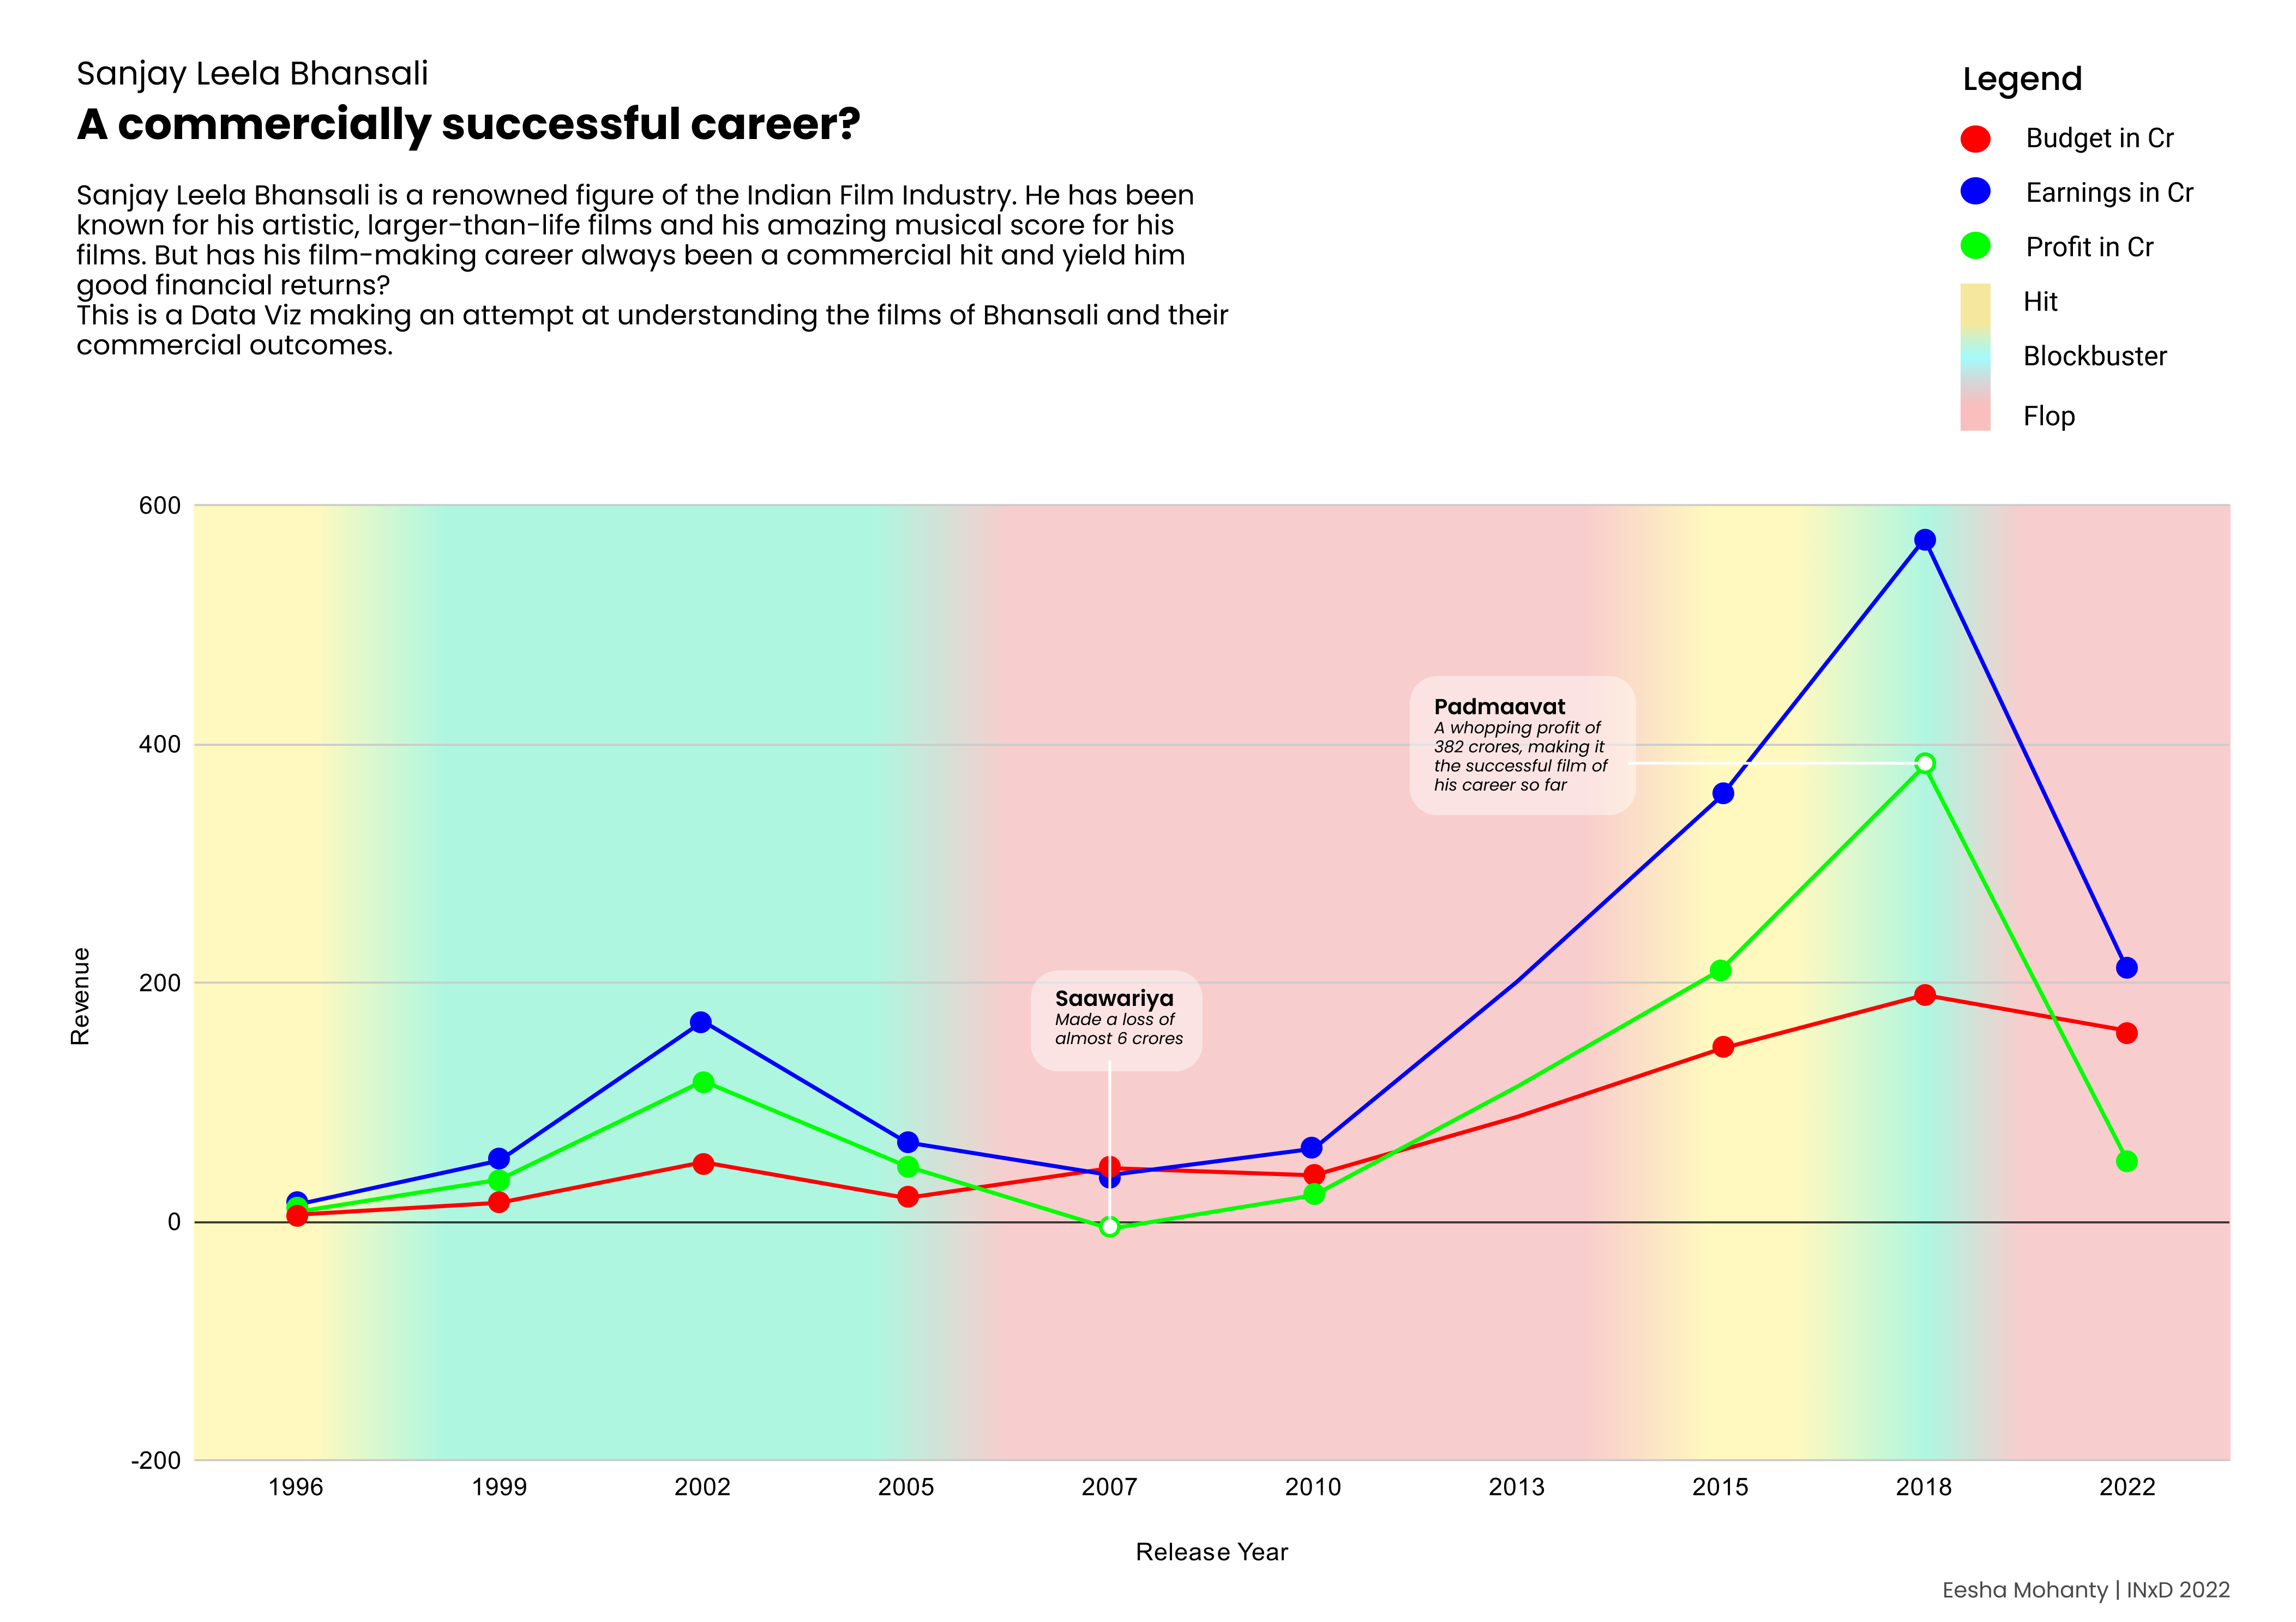 Sanjay Leela Bhansali
A commercially successful career?
Sanjay Leela Bhansali is a renowned figure of the Indian Film Industry. He has been
known for his artistic, larger-than-life films and his amazing musical score for his
films. But has his film-making career always been a commercial hit and yield him
good financial returns?
This is a Data Viz making an attempt at understanding the films of Bhansali and their
commercial outcomes.
Legend
Budget in Cr
Earnings in Cr
Profit in Cr
Hit
Blockbuster
Flop
600
400
200
0
-200
Revenue
Padmaavat
A whopping profit of
382 crores, making it
the successful film of
his career so far
Saawariya
Made a loss of
almost 6 crores
1996 1999 2002 2005 2007 2010 2013 2015 2018 2022
Release Year
Eesha Mohanty | INxD 2022